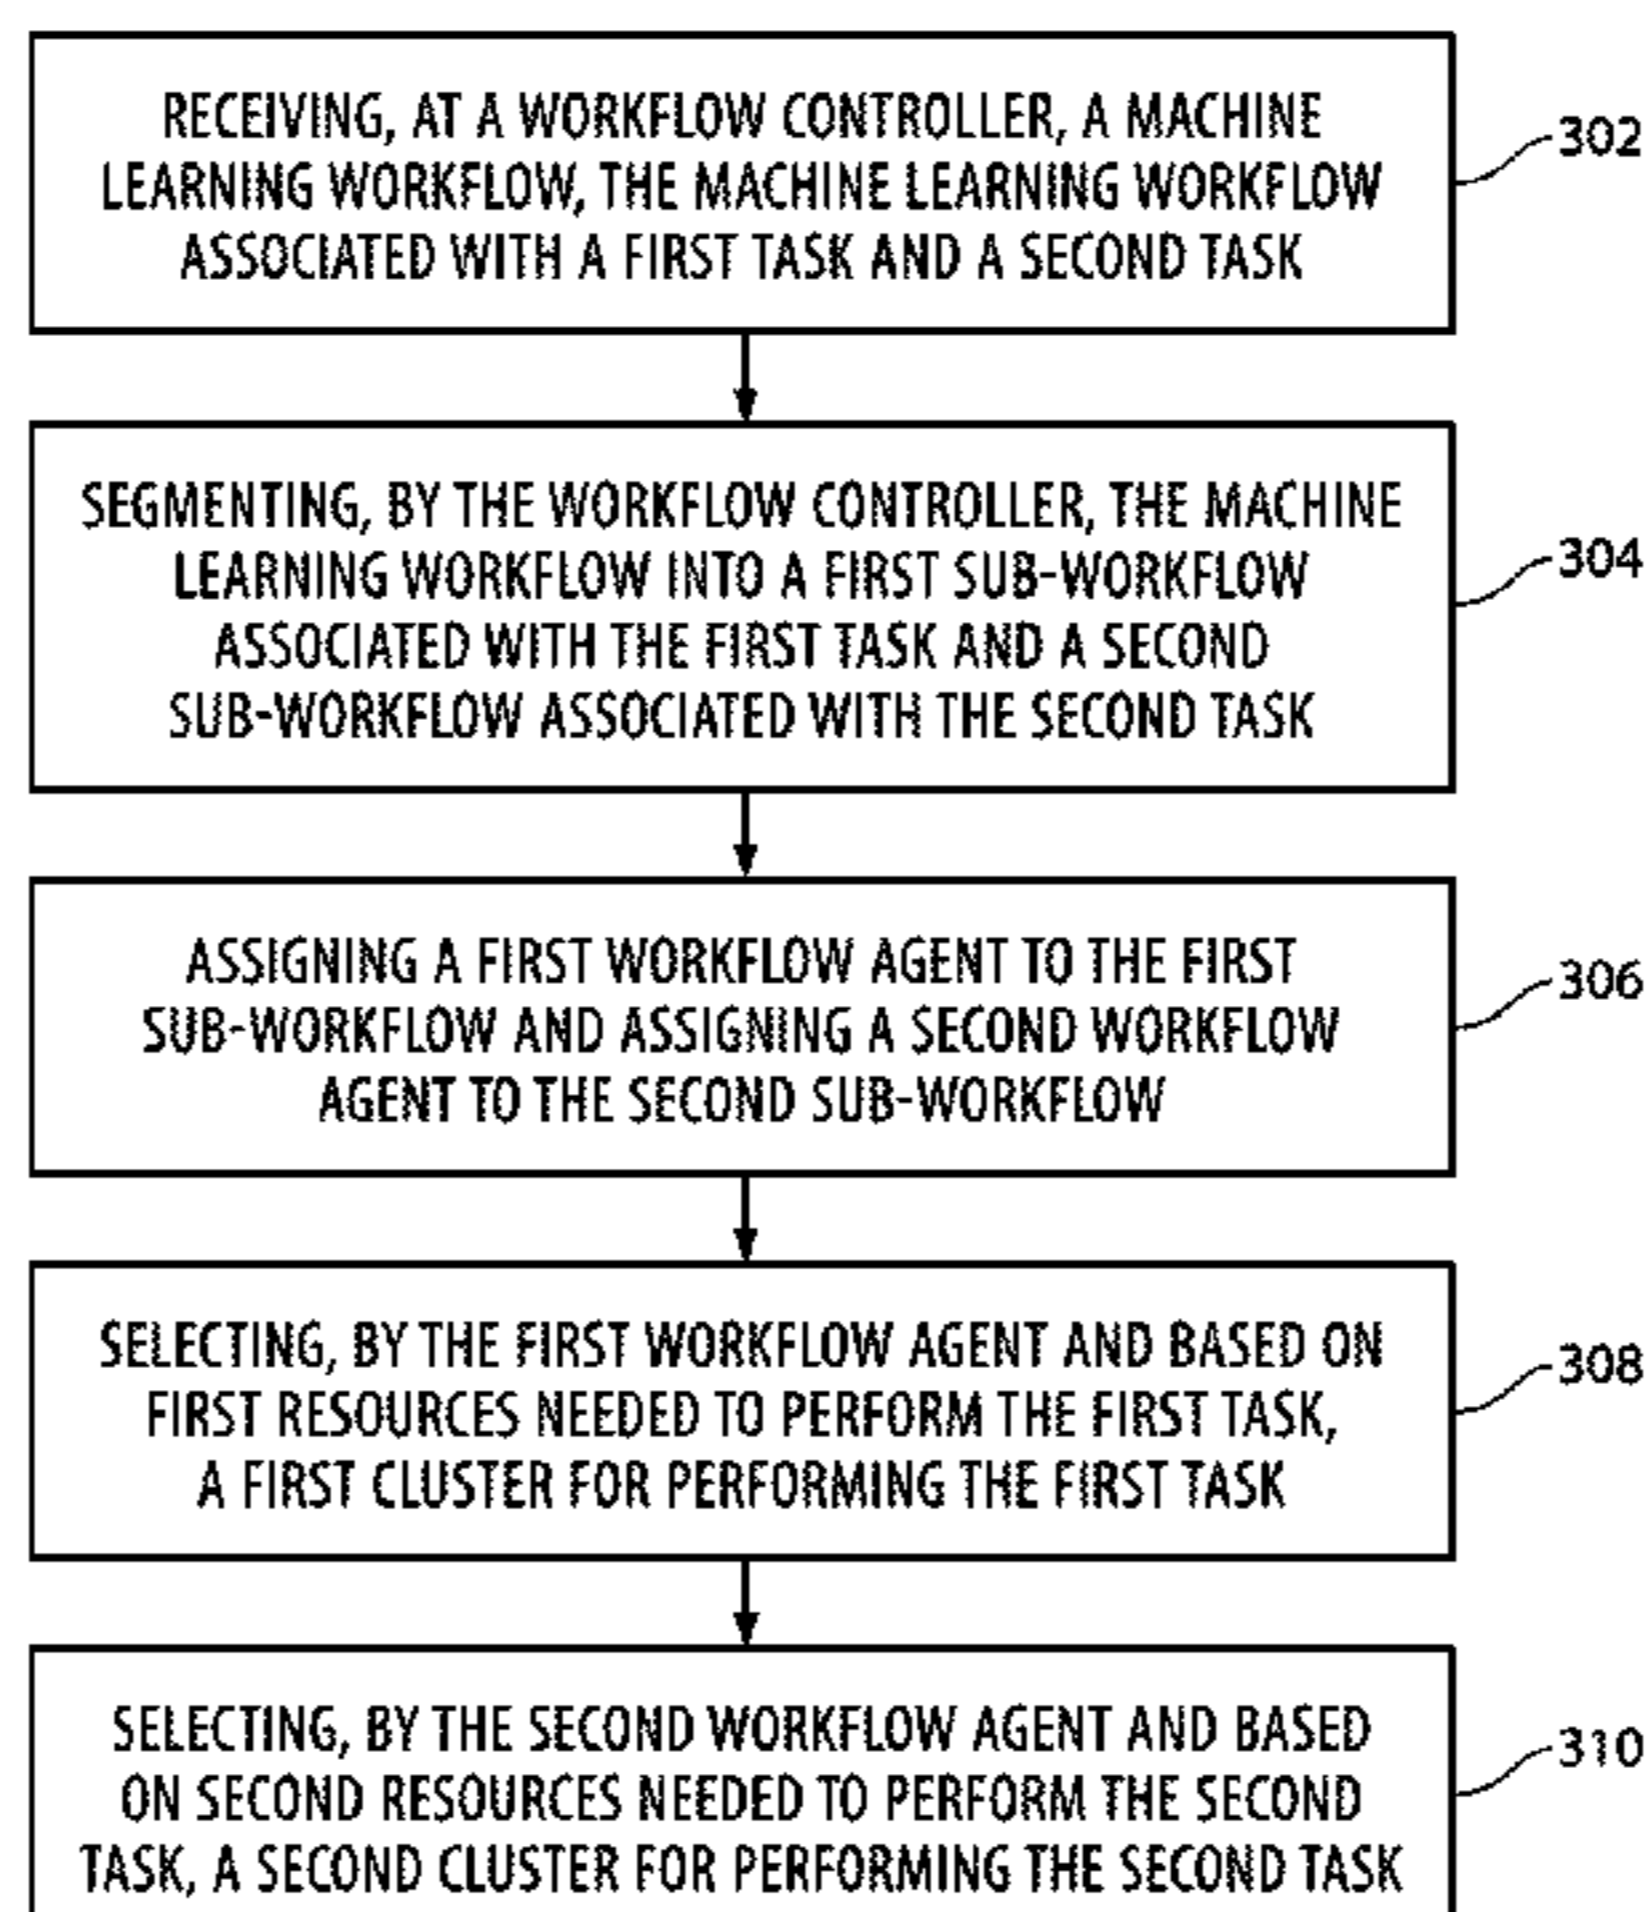 RECEIVING, AT A WORKFLOW CONTROLLER, A MACHINE
LEARNING WORKFLOW, THE MACHINE LEARNING WORKFLOW
ASSOCIATED WITH A FIRST TASK AND A SECOND TASK
302
SEGMENTING, BY THE WORKFLOW CONTROLLER, THE MACHINE
LEARNING WORKFLOW INTO A FIRST SUB-WORKFLOW
ASSOCIATED WITH THE FIRST TASK AND A SECOND
SUB-WORKFLOW ASSOCIATED WITH THE SECOND TASK
304
ASSIGNING A FIRST WORKFLOW AGENT TO THE FIRST
SUB-WORKFLOW AND ASSIGNING A SECOND WORKFLOW
AGENT TO THE SECOND SUB-WORKFLOW
306
SELECTING, BY THE FIRST WORKFLOW AGENT AND BASED ON
FIRST RESOURCES NEEDED TO PERFORM THE FIRST TASK,
A FIRST CLUSTER FOR PERFORMING THE FIRST TASK
308
SELECTING, BY THE SECOND WORKFLOW AGENT AND BASED
ON SECOND RESOURCES NEEDED TO PERFORM THE SECOND
TASK, A SECOND CLUSTER FOR PERFORMING THE SECOND TASK
310